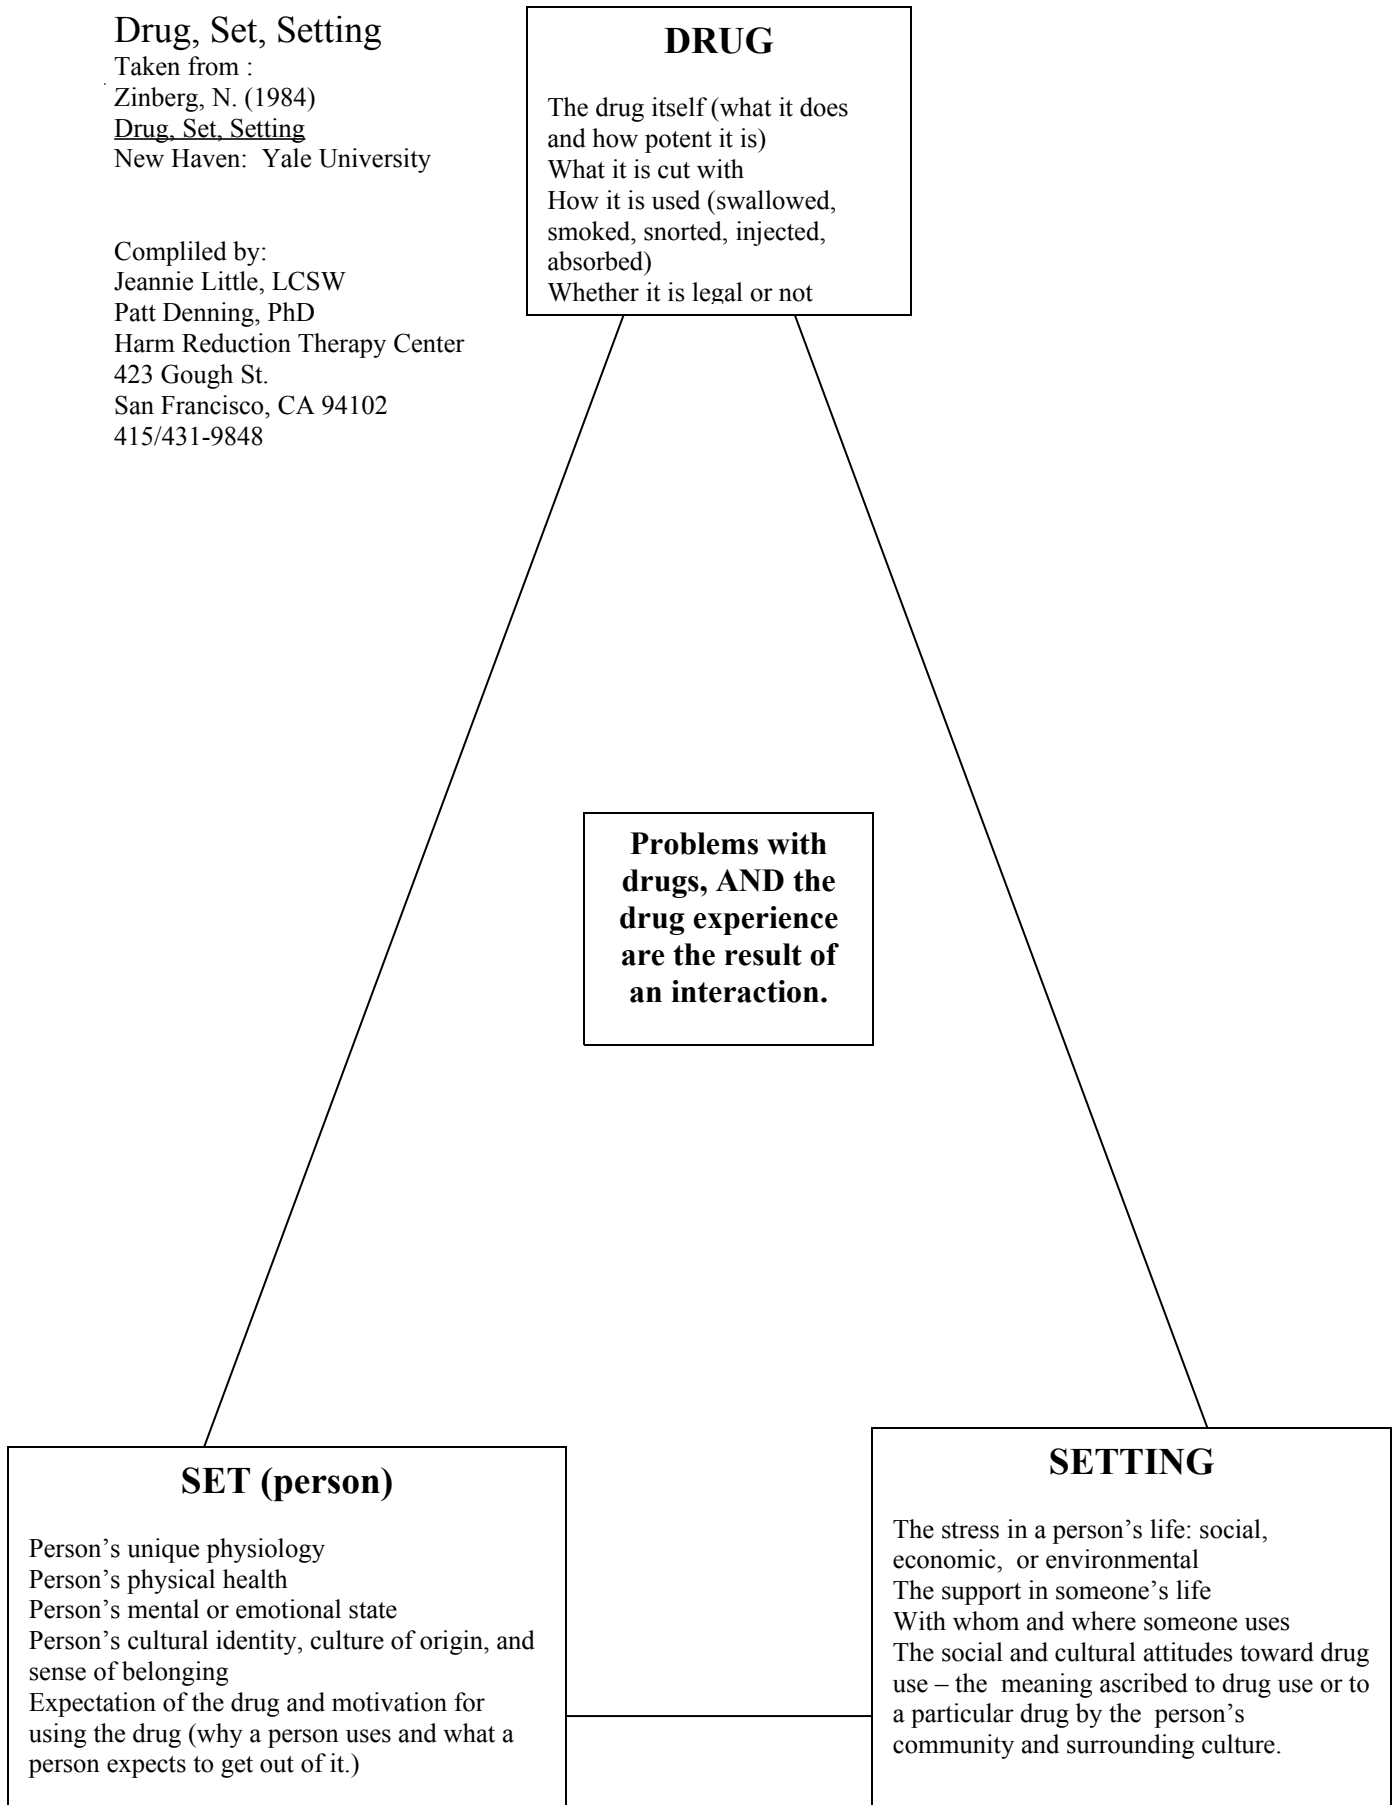 Drug, Set, Setting
Taken from :
Zinberg, N. (1984)
Drug, Set, Setting
New Haven:  Yale University
Compliled by:
Jeannie Little, LCSW
Patt Denning, PhD
Harm Reduction Therapy Center
423 Gough St.
San Francisco, CA 94102
415/431-9848
DRUG
The drug itself (what it does
and how potent it is)
What it is cut with
How it is used (swallowed,
smoked, snorted, injected,
absorbed)
Whether it is legal or not
Problems with
drugs, AND the
drug experience
are the result of
an interaction.
SET (person)
Person’s unique physiology
Person’s physical health
Person’s mental or emotional state
Person’s cultural identity, culture of origin, and
sense of belonging
Expectation of the drug and motivation for
using the drug (why a person uses and what a
person expects to get out of it.)
SETTING
The stress in a person’s life: social,
economic,  or environmental
The support in someone’s life
With whom and where someone uses
The social and cultural attitudes toward drug
use – the  meaning ascribed to drug use or to
a particular drug by the  person’s
community and surrounding culture.